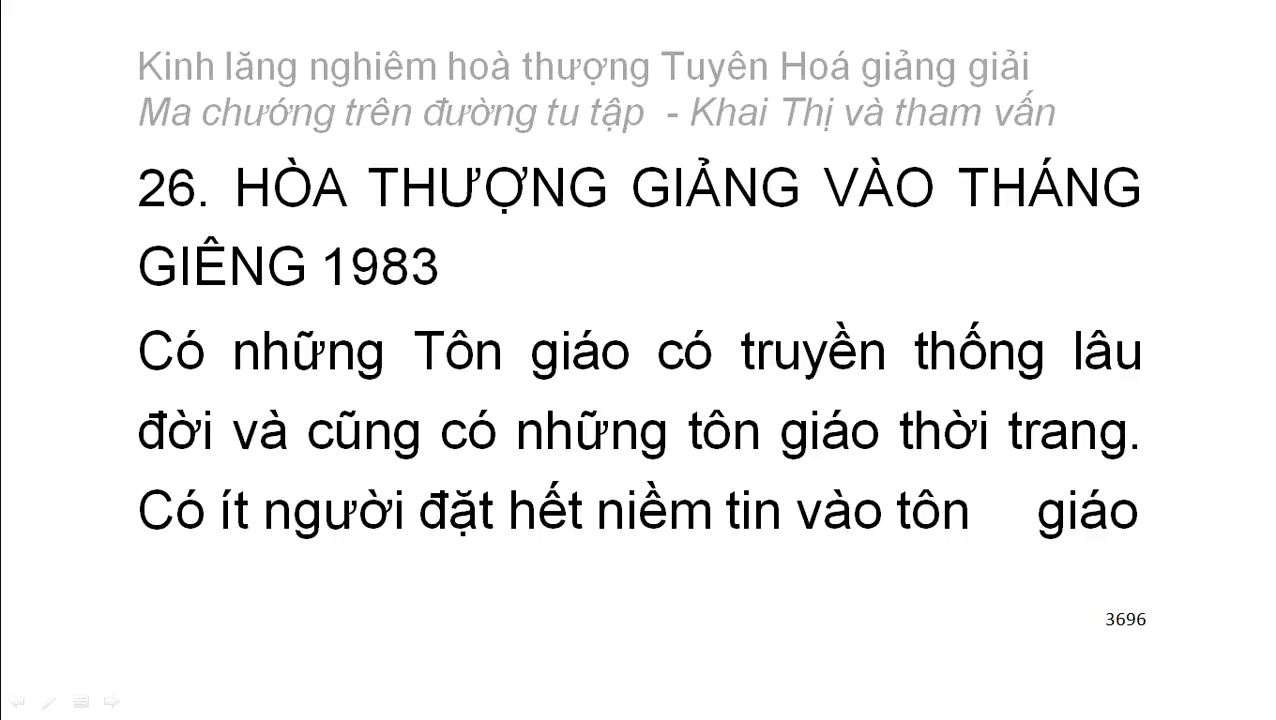 Kinh lăng nghiêm hoà thượng Tuyên Hoá giảng giải
Ma chướng trên đường tu tập - Khai Thị và tham vấn
26. HÒA THƯỢNG GIẢNG VÀO THÁNG
GIÊNG 1983
Có những Tôn giáo có truyền thống lâu
đời và cũng có những tôn giáo thời trang.
Có ít người đặt hết niềm tin vào tôn giáo
3696